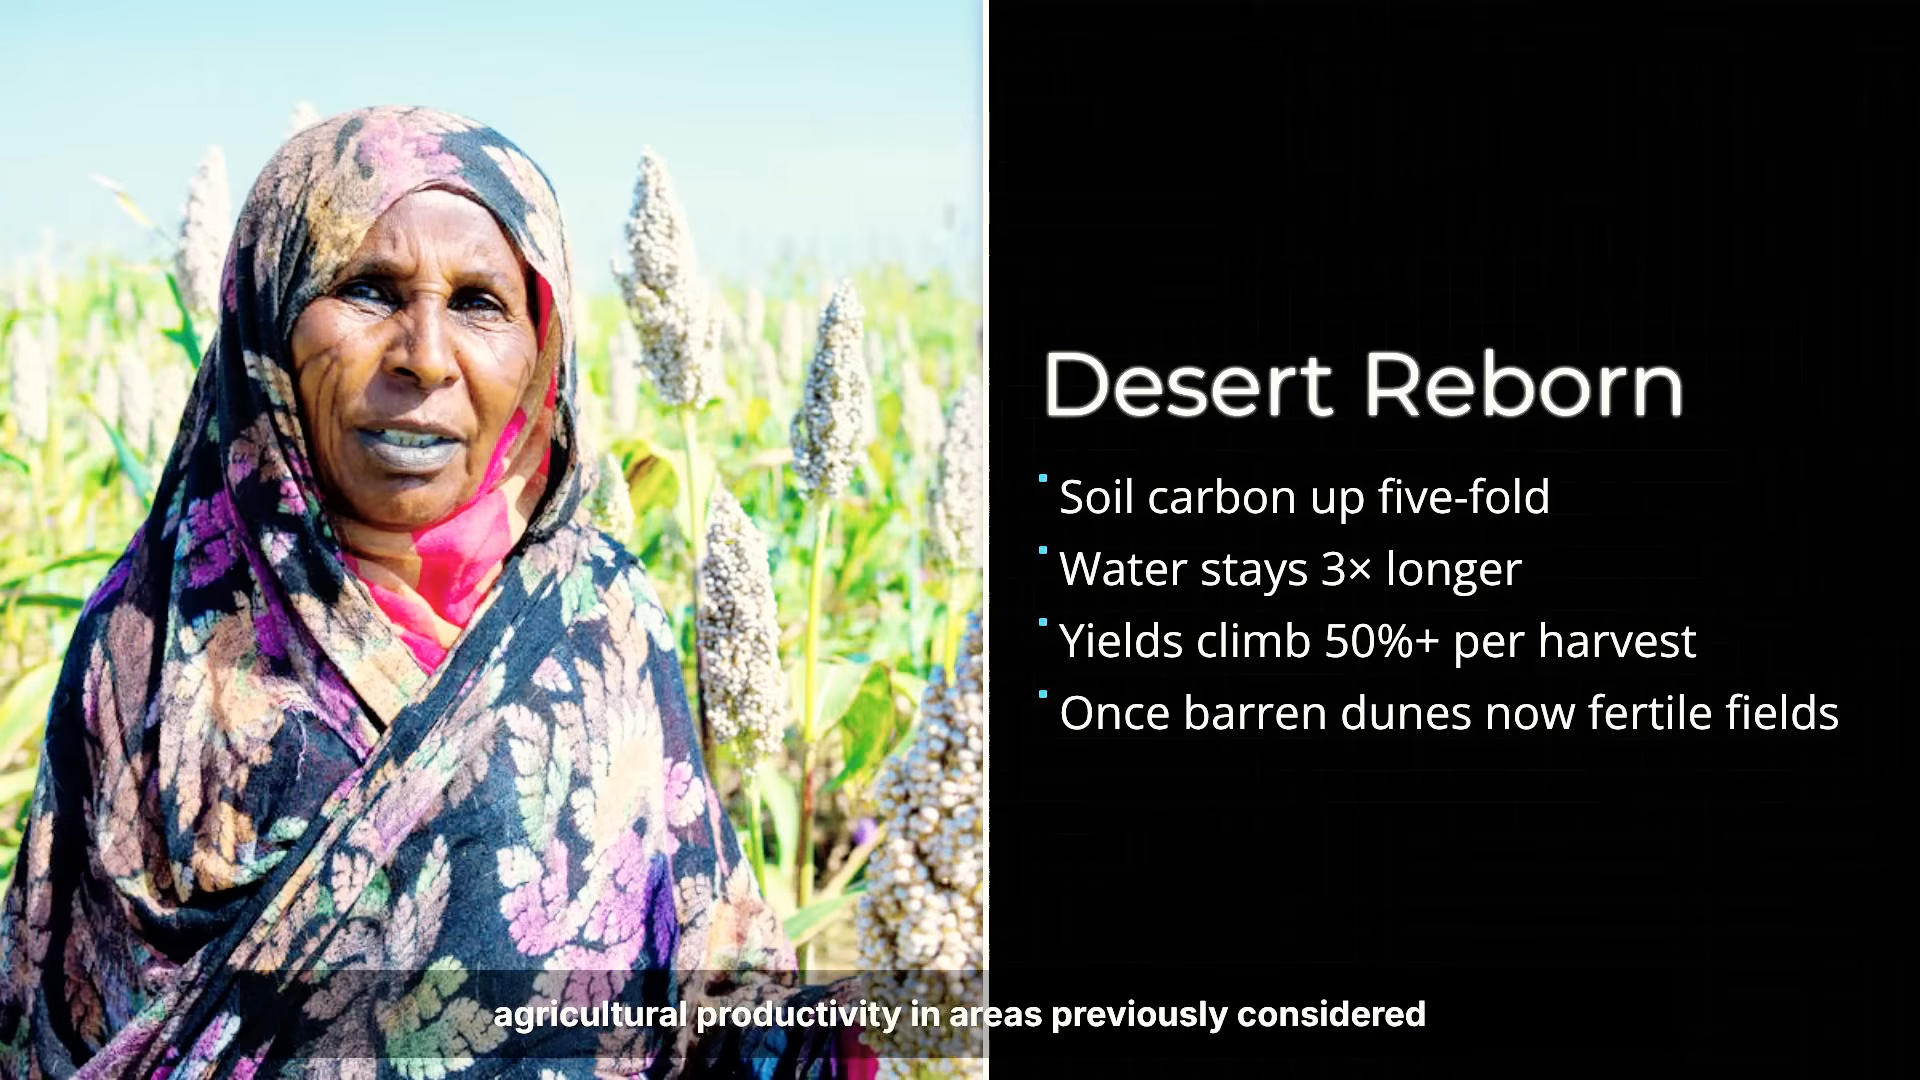 Desert Reborn
Soil carbon up five-fold
Water stays 3× longer
Yields climb 50%+ per harvest
Once barren dunes now fertile fields
agricultural productivity in areas previously considered